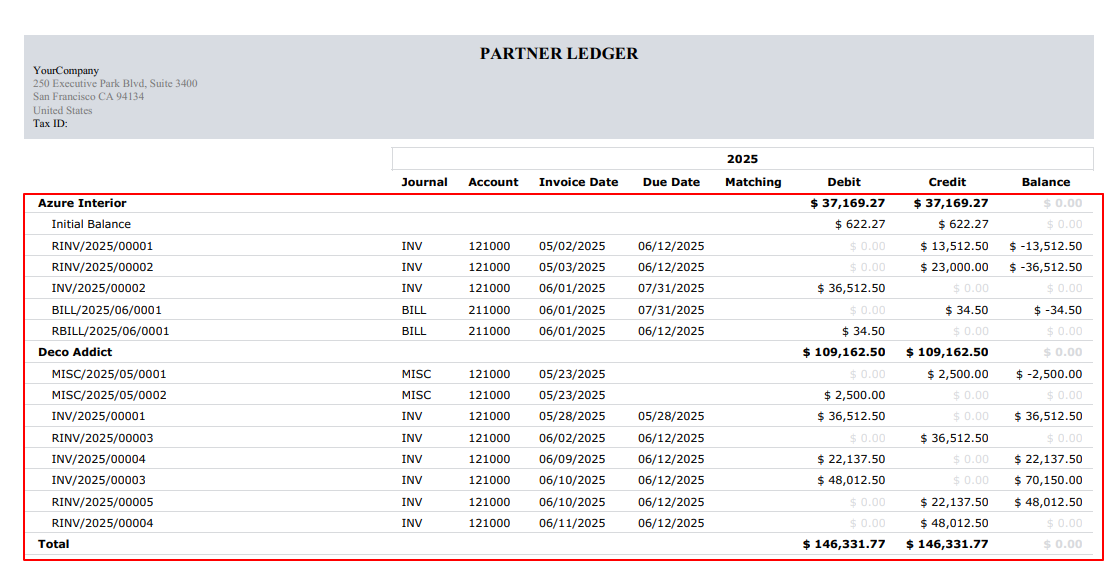 PARTNER LEDGER
YourCompany
250 Executive Park Blvd, Suite 3400
San Francisco CA 94134
United States
Tax ID:
2025
Journal Account Invoice Date Due Date Matching Debit Credit Balance
Azure Interior $ 37,169.27 $ 37,169.27 $ 0.00
Initial Balance $ 622.27 $ 622.27 $ 0.00
RINV/2025/00001 INV 121000 05/02/2025 06/12/2025 $ 0.00 $ 13,512.50 $ -13,512.50
RINV/2025/00002 INV 121000 05/03/2025 06/12/2025 $ 0.00 $ 23,000.00 $ -36,512.50
INV/2025/00002 INV 121000 06/01/2025 07/31/2025 $ 36,512.50 $ 0.00 $ 0.00
BILL/2025/06/0001 BILL 211000 06/01/2025 07/31/2025 $ 0.00 $ 34.50 $ -34.50
RBILL/2025/06/0001 BILL 211000 06/01/2025 06/12/2025 $ 34.50 $ 0.00 $ 0.00
Deco Addict $ 109,162.50 $ 109,162.50 $ 0.00
MISC/2025/05/0001 MISC 121000 05/23/2025 $ 0.00 $ 2,500.00 $ -2,500.00
MISC/2025/05/0002 MISC 121000 05/23/2025 $ 2,500.00 $ 0.00 $ 0.00
INV/2025/00001 INV 121000 05/28/2025 05/28/2025 $ 36,512.50 $ 0.00 $ 36,512.50
RINV/2025/00003 INV 121000 06/02/2025 06/12/2025 $ 0.00 $ 36,512.50 $ 0.00
INV/2025/00004 INV 121000 06/09/2025 06/12/2025 $ 22,137.50 $ 0.00 $ 22,137.50
INV/2025/00003 INV 121000 06/10/2025 06/12/2025 $ 48,012.50 $ 0.00 $ 70,150.00
RINV/2025/00005 INV 121000 06/10/2025 06/12/2025 $ 0.00 $ 22,137.50 $ 48,012.50
RINV/2025/00004 INV 121000 06/11/2025 06/12/2025 $ 0.00 $ 48,012.50 $ 0.00
Total $ 146,331.77 $ 146,331.77 $ 0.00